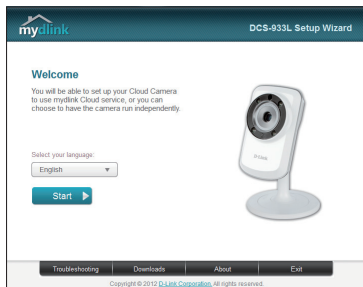 mydlink
DCS-933L Setup Wizard
Welcome
You will be able to set up your Cloud Camera
to use mydlink Cloud service, or you can
choose to have the camera run independently.
Select your language:
English
Start
D-Link
Troubleshooting Downloads About Exit
Copyright © 2012 D-Link Corporation. All rights reserved.